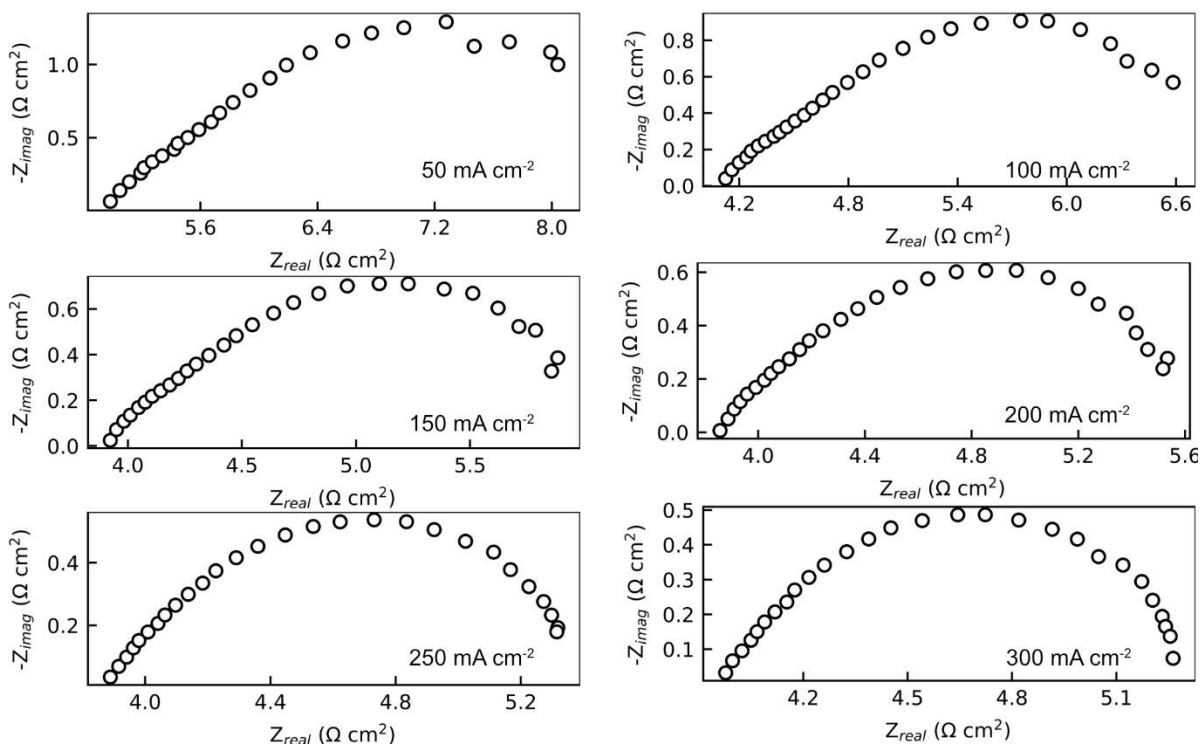 -Z_imag (Ω cm²)
1.0
0.5
50 mA cm⁻²
5.6 6.4 7.2 8.0
Z_real (Ω cm²)
-Z_imag (Ω cm²)
0.8
0.6
0.4
0.2
0.0
100 mA cm⁻²
4.2 4.8 5.4 6.0 6.6
Z_real (Ω cm²)
-Z_imag (Ω cm²)
0.6
0.4
0.2
0.0
150 mA cm⁻²
4.0 4.5 5.0 5.5
Z_real (Ω cm²)
-Z_imag (Ω cm²)
0.6
0.4
0.2
0.0
200 mA cm⁻²
4.0 4.4 4.8 5.2 5.6
Z_real (Ω cm²)
-Z_imag (Ω cm²)
0.4
0.2
250 mA cm⁻²
4.0 4.4 4.8 5.2
Z_real (Ω cm²)
-Z_imag (Ω cm²)
0.5
0.4
0.3
0.2
0.1
300 mA cm⁻²
4.2 4.5 4.8 5.1
Z_real (Ω cm²)